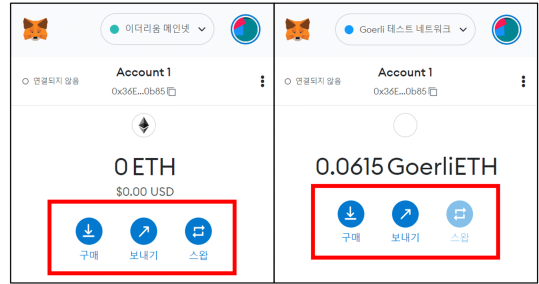 이더리움 메인넷
연결되지 않음
Account 1
0x36E...0b85
0 ETH
$0.00 USD
구매
보내기
스왑
Goerli 테스트 네트워크
연결되지 않음
Account 1
0x36E...0b85
0.0615 GoerliETH
구매
보내기
스왑